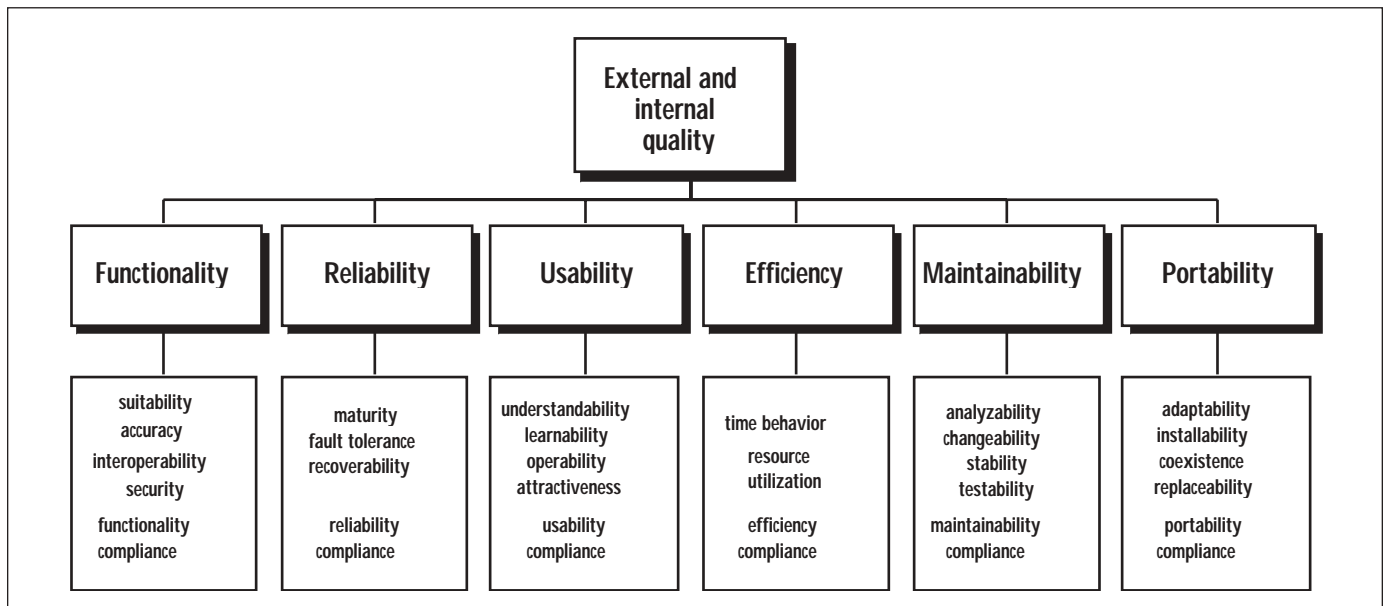 External and
internal
quality
Functionality
Reliability
Usability
Efficiency
Maintainability
Portability
suitability
accuracy
interoperability
security
functionality
compliance
maturity
fault tolerance
recoverability
reliability
compliance
understandability
learnability
operability
attractiveness
usability
compliance
time behavior
resource
utilization
efficiency
compliance
analyzability
changeability
stability
testability
maintainability
compliance
adaptability
installability
coexistence
replaceability
portability
compliance